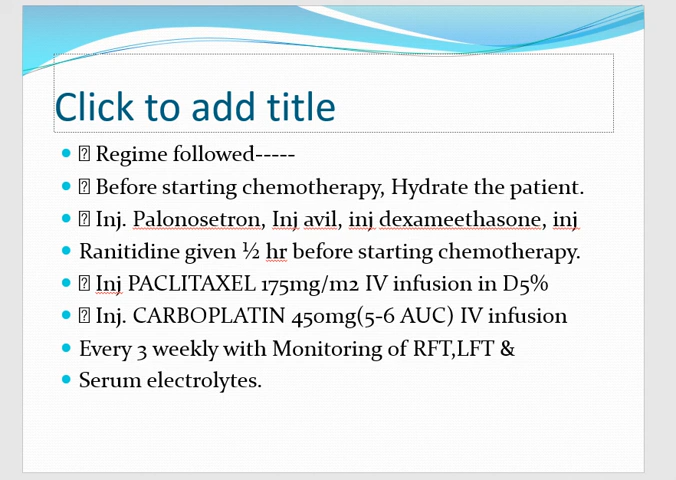 Click to add title
⍰ Regime followed-----
⍰ Before starting chemotherapy, Hydrate the patient.
⍰ Inj. Palonosetron, Inj avil, inj dexameethasone, inj
Ranitidine given ½ hr before starting chemotherapy.
⍰ Inj PACLITAXEL 175mg/m2 IV infusion in D5%
⍰ Inj. CARBOPLATIN 450mg(5-6 AUC) IV infusion
Every 3 weekly with Monitoring of RFT,LFT &
Serum electrolytes.